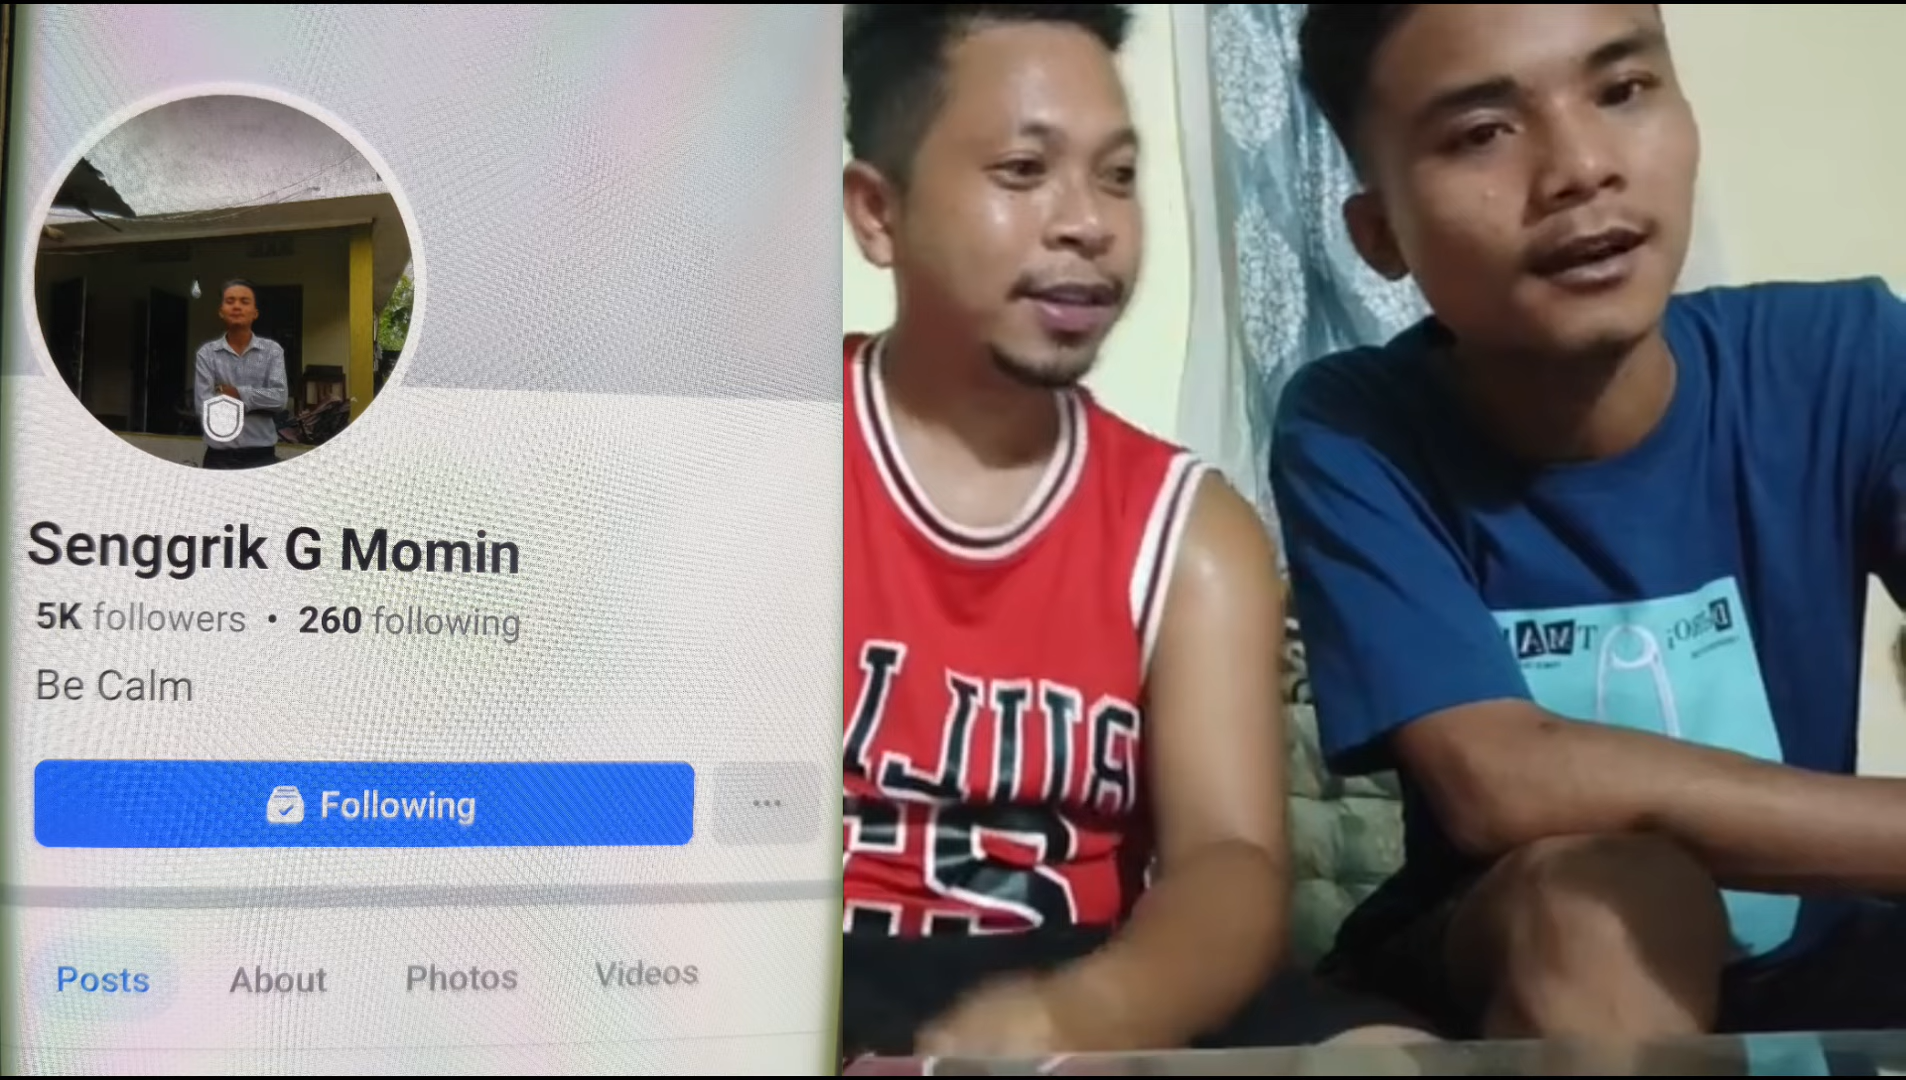 Senggrik G Momin
5K followers • 260 following
Be Calm
Following
Posts About Photos Videos